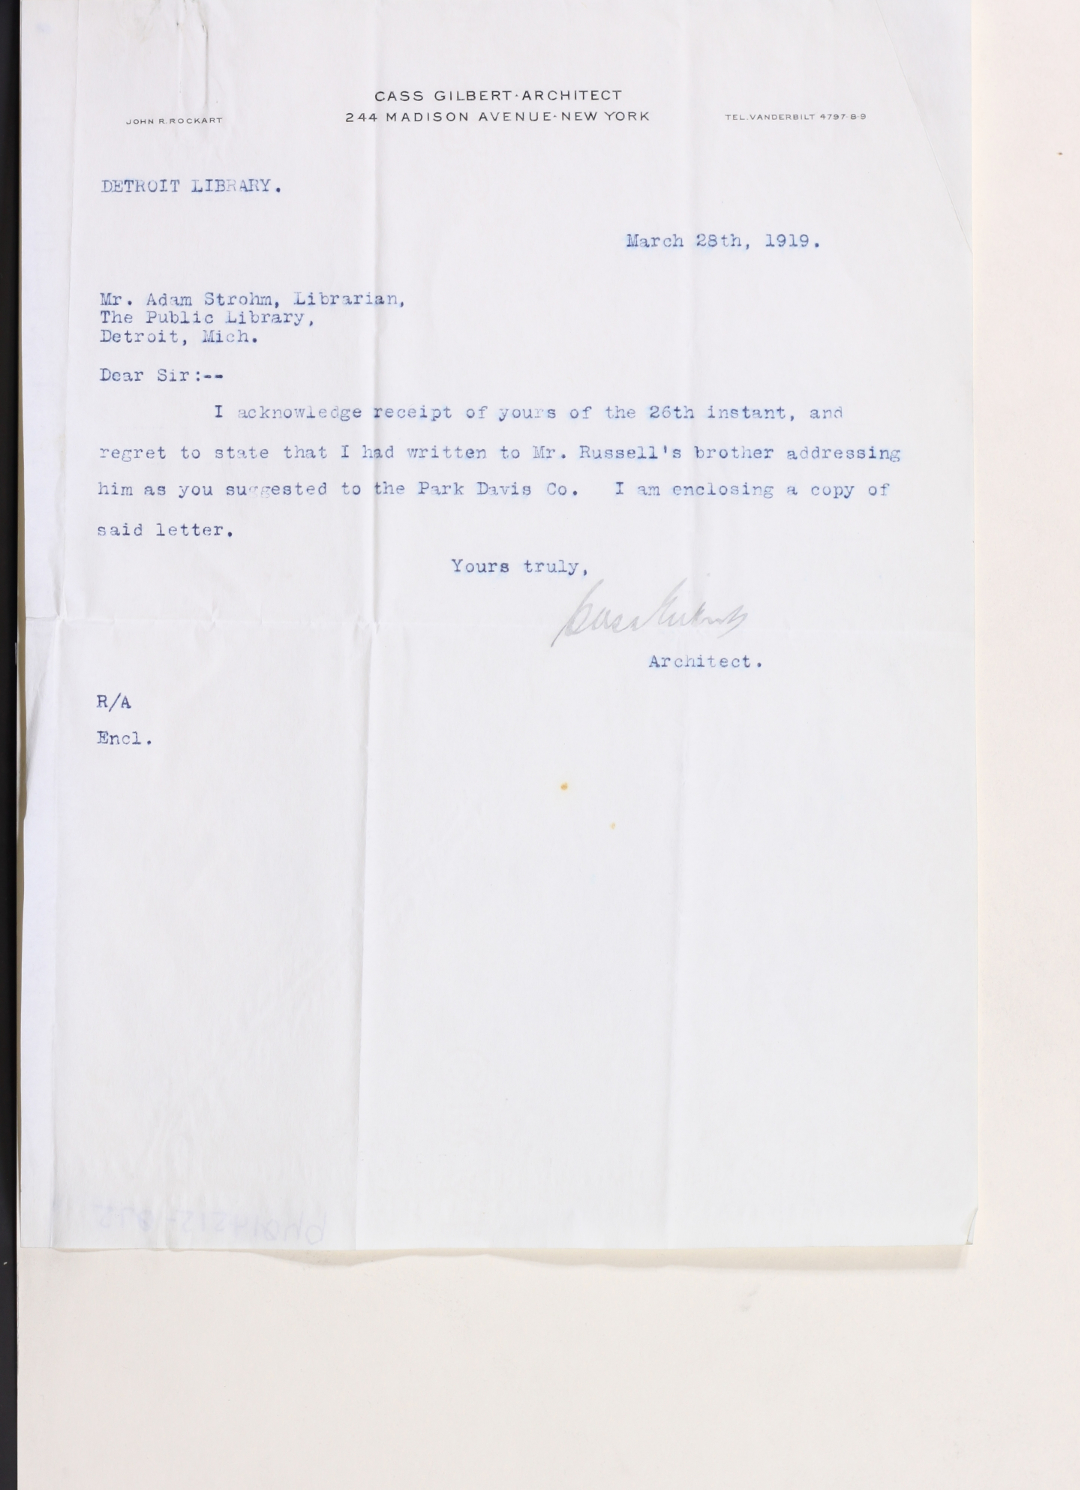 CASS GILBERT·ARCHITECT
244 MADISON AVENUE·NEW YORK
JOHN R. ROCKART
TEL. VANDERBILT 4797-8-9
DETROIT LIBRARY.
March 28th, 1919.
Mr. Adam Strohm, Librarian,
The Public Library,
Detroit, Mich.
Dear Sir:--
I acknowledge receipt of yours of the 26th instant, and
regret to state that I had written to Mr. Russell's brother addressing
him as you suggested to the Park Davis Co. I am enclosing a copy of
said letter.
Yours truly,
Cass Gilbert
Architect.
R/A
Encl.